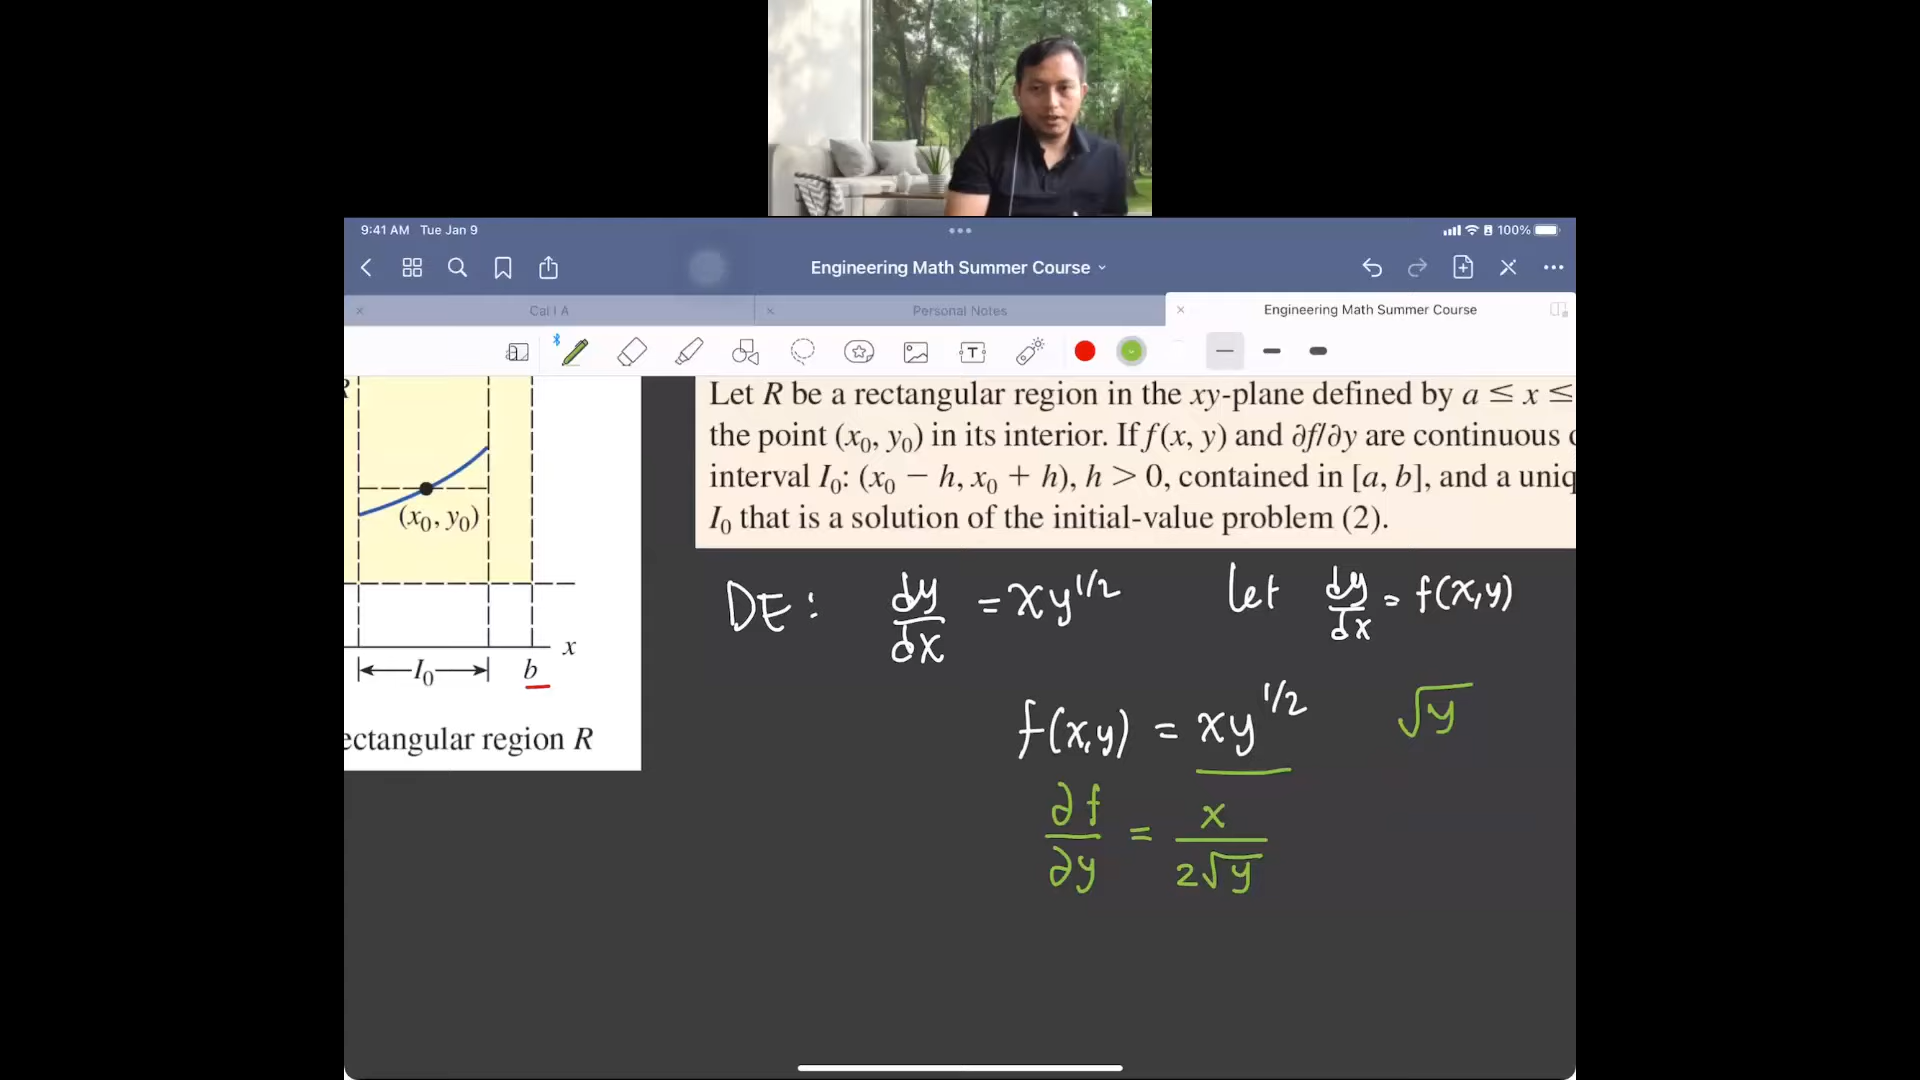 9:41 AM Tue Jan 9
100%
Engineering Math Summer Course
Cal I A
Personal Notes
Engineering Math Summer Course
T
R
(x₀, y₀)
x
I₀
b
ectangular region R
Let R be a rectangular region in the xy-plane defined by a ≤ x ≤
the point (x₀, y₀) in its interior. If f(x, y) and ∂f/∂y are continuous
interval I₀: (x₀ − h, x₀ + h), h > 0, contained in [a, b], and a uniq
I₀ that is a solution of the initial-value problem (2).
DE : dy/dx = xy^1/2 let dy/dx = f(x,y)
f(x,y) = xy^1/2 √y
∂f/∂y = x/2√y